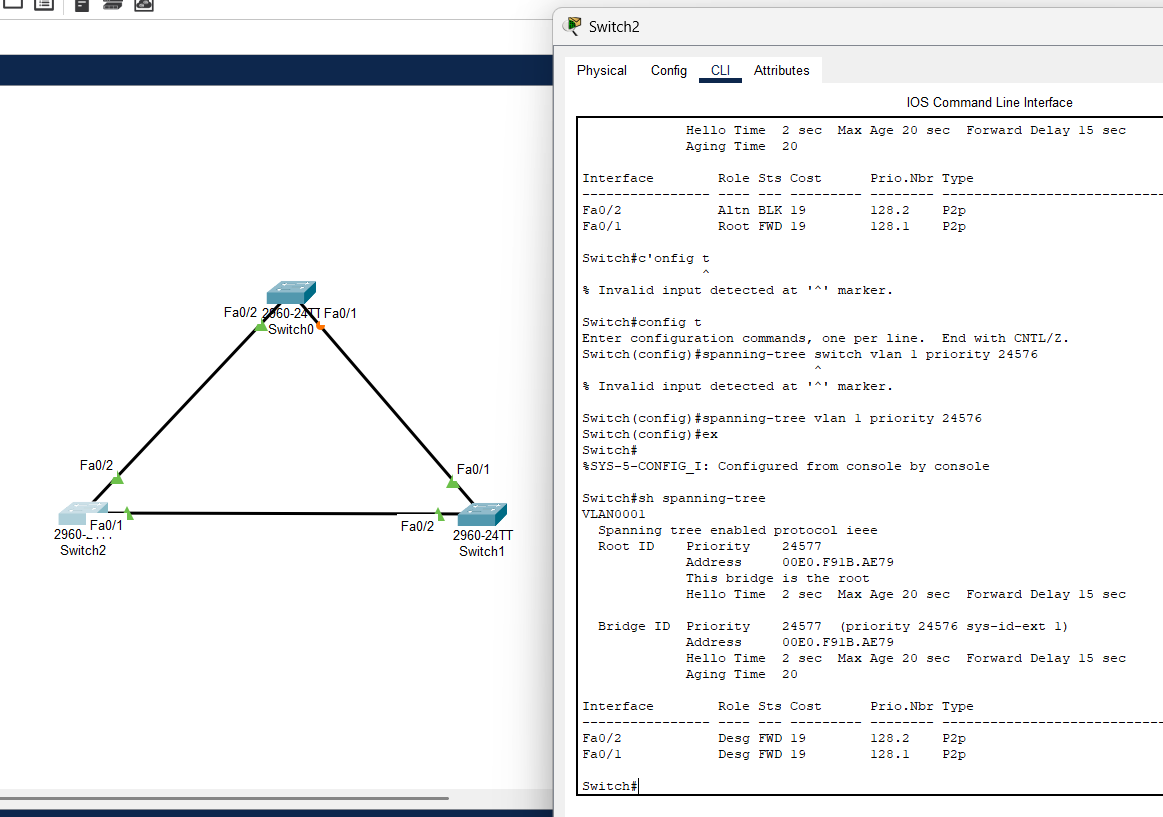 Switch2
Physical Config CLI Attributes
IOS Command Line Interface
Hello Time  2 sec  Max Age 20 sec  Forward Delay 15 sec
Aging Time  20
Interface        Role Sts Cost      Prio.Nbr Type
---------------- ---- --- --------- -------- ----------------------------
Fa0/2            Altn BLK 19        128.2    P2p
Fa0/1            Root FWD 19        128.1    P2p
Switch#c'onfig t
^
% Invalid input detected at '^' marker.
Switch#config t
Enter configuration commands, one per line.  End with CNTL/Z.
Switch(config)#spanning-tree switch vlan 1 priority 24576
^
% Invalid input detected at '^' marker.
Switch(config)#spanning-tree vlan 1 priority 24576
Switch(config)#ex
Switch#
%SYS-5-CONFIG_I: Configured from console by console
Switch#sh spanning-tree
VLAN0001
Spanning tree enabled protocol ieee
Root ID    Priority    24577
Address     00E0.F91B.AE79
This bridge is the root
Hello Time  2 sec  Max Age 20 sec  Forward Delay 15 sec
Bridge ID  Priority    24577  (priority 24576 sys-id-ext 1)
Address     00E0.F91B.AE79
Hello Time  2 sec  Max Age 20 sec  Forward Delay 15 sec
Aging Time  20
Interface        Role Sts Cost      Prio.Nbr Type
---------------- ---- --- --------- -------- ----------------------------
Fa0/2            Desg FWD 19        128.2    P2p
Fa0/1            Desg FWD 19        128.1    P2p
Switch#
Fa0/2 2960-24TT Fa0/1
Switch0
Fa0/2
Fa0/1
Fa0/1
Fa0/2
2960-
Switch2
2960-24TT
Switch1